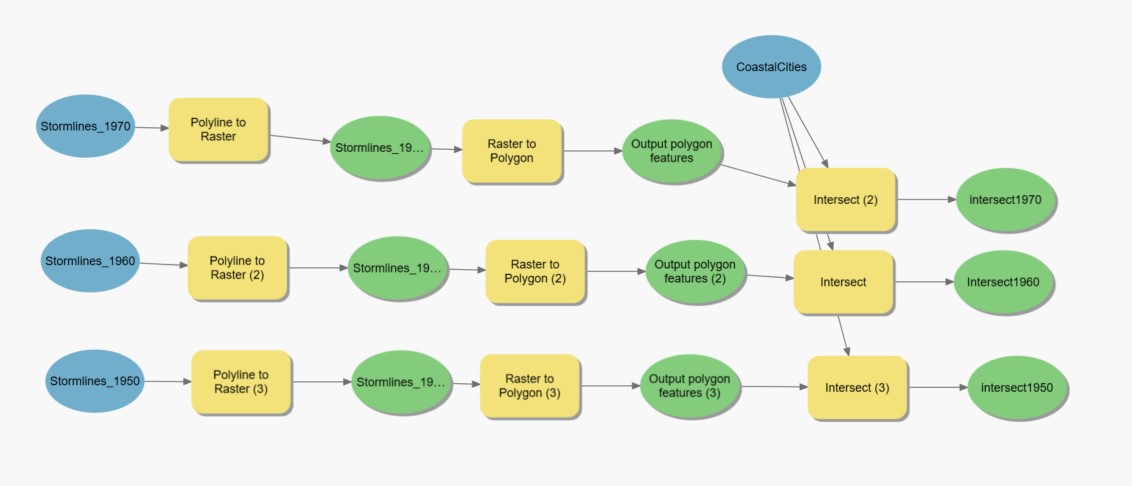 CoastalCities
Stormlines_1970
Polyline to
Raster
Stormlines_19...
Raster to
Polygon
Output polygon
features
Intersect (2)
intersect1970
Stormlines_1960
Polyline to
Raster (2)
Stormlines_19...
Raster to
Polygon (2)
Output polygon
features (2)
Intersect
Intersect1960
Stormlines_1950
Polyline to
Raster (3)
Stormlines_19...
Raster to
Polygon (3)
Output polygon
features (3)
Intersect (3)
intersect1950